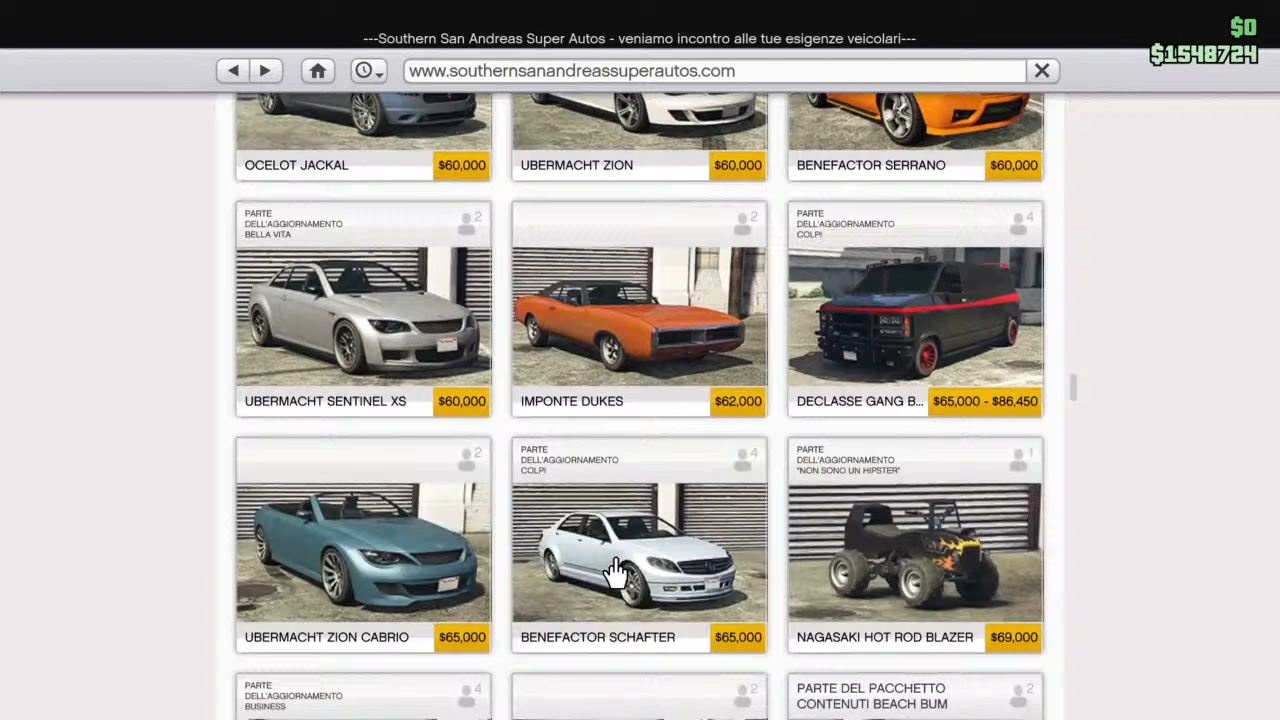 ---Southern San Andreas Super Autos - veniamo incontro alle tue esigenze veicolari---
$0
$1548724
www.southernsanandreassuperautos.com
OCELOT JACKAL $60,000
UBERMACHT ZION $60,000
BENEFACTOR SERRANO $60,000
PARTE
DELL'AGGIORNAMENTO
BELLA VITA
2
UBERMACHT SENTINEL XS $60,000
2
IMPONTE DUKES $62,000
PARTE
DELL'AGGIORNAMENTO
COLPI
4
DECLASSE GANG B... $65,000 - $86,450
2
UBERMACHT ZION CABRIO $65,000
PARTE
DELL'AGGIORNAMENTO
COLPI
4
BENEFACTOR SCHAFTER $65,000
PARTE
DELL'AGGIORNAMENTO
"NON SONO UN HIPSTER"
1
NAGASAKI HOT ROD BLAZER $69,000
PARTE
DELL'AGGIORNAMENTO
BUSINESS
4
2
PARTE DEL PACCHETTO
CONTENUTI BEACH BUM
2